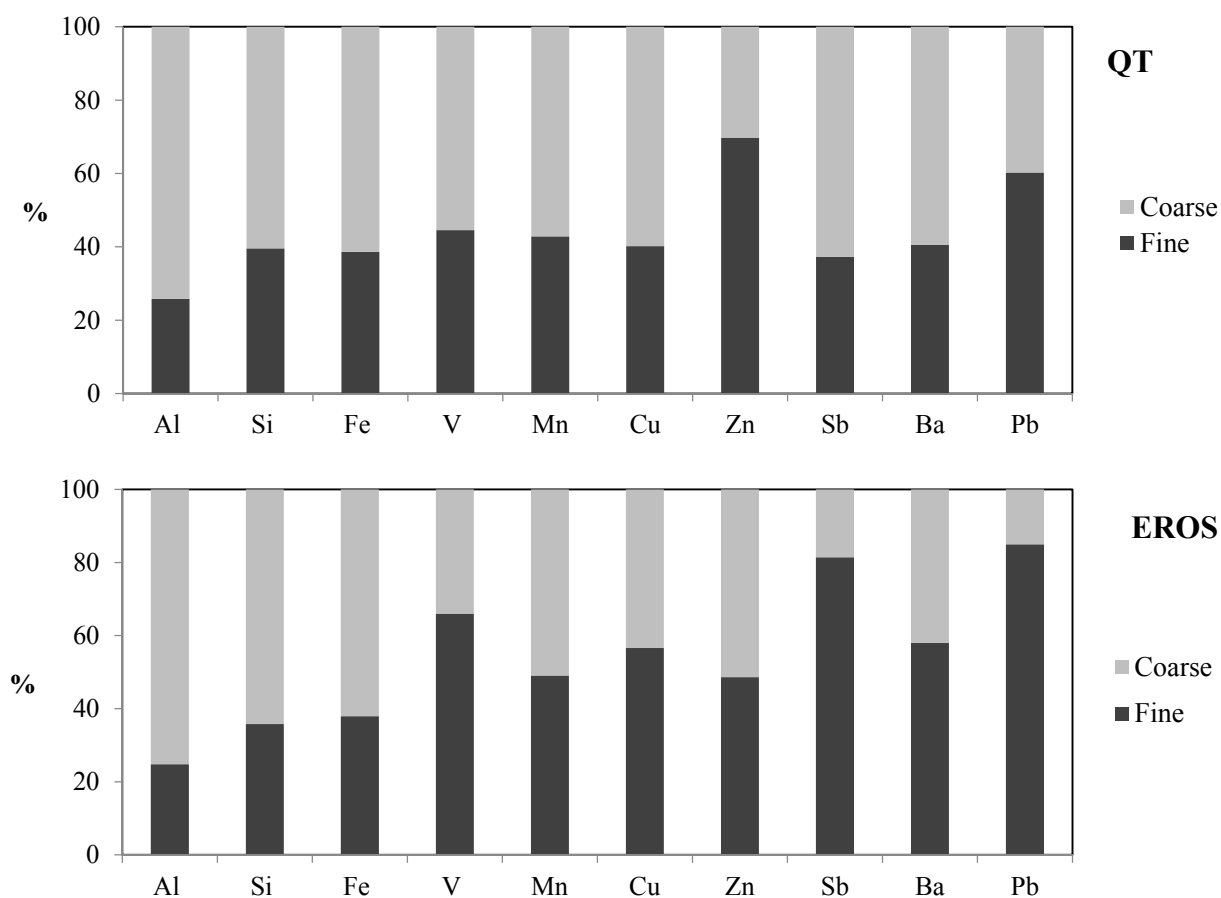 100
QT
80
60
%
Coarse
40
Fine
20
0
Al Si Fe V Mn Cu Zn Sb Ba Pb
100
EROS
80
60
%
Coarse
40
Fine
20
0
Al Si Fe V Mn Cu Zn Sb Ba Pb